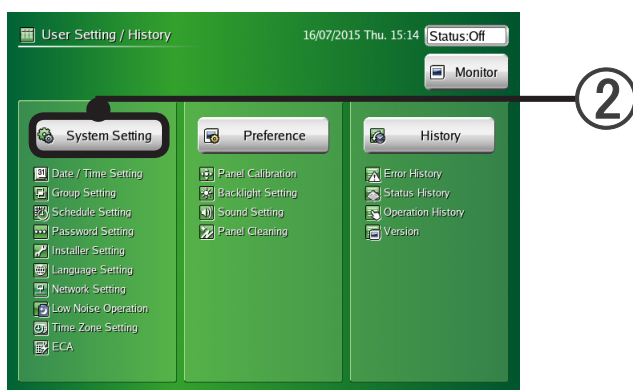 User Setting / History
16/07/2015 Thu. 15:14
Status:Off
Monitor
2
System Setting
Date / Time Setting
Group Setting
Schedule Setting
Password Setting
Installer Setting
Language Setting
Network Setting
Low Noise Operation
Time Zone Setting
ECA
Preference
Panel Calibration
Backlight Setting
Sound Setting
Panel Cleaning
History
Error History
Status History
Operation History
Version